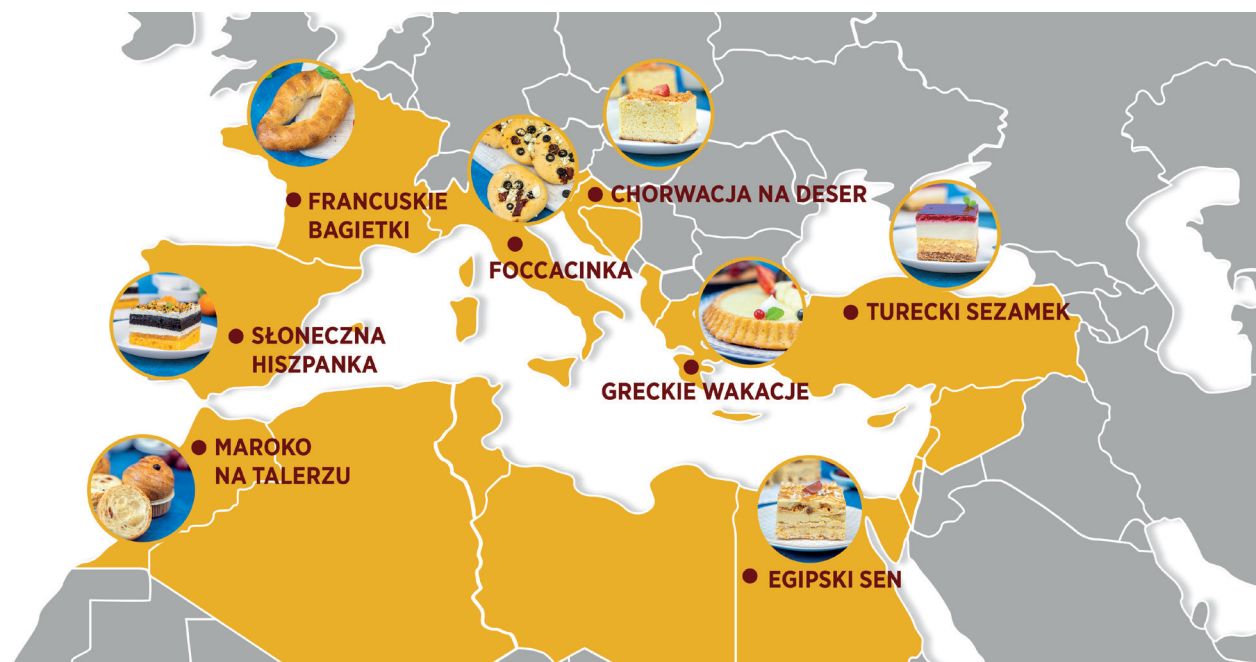 FRANCUSKIE
BAGIETKI
CHORWACJA NA DESER
FOCCACINKA
TURECKI SEZAMEK
SŁONECZNA
HISZPANKA
GRECKIE WAKACJE
MAROKO
NA TALERZU
EGIPSKI SEN